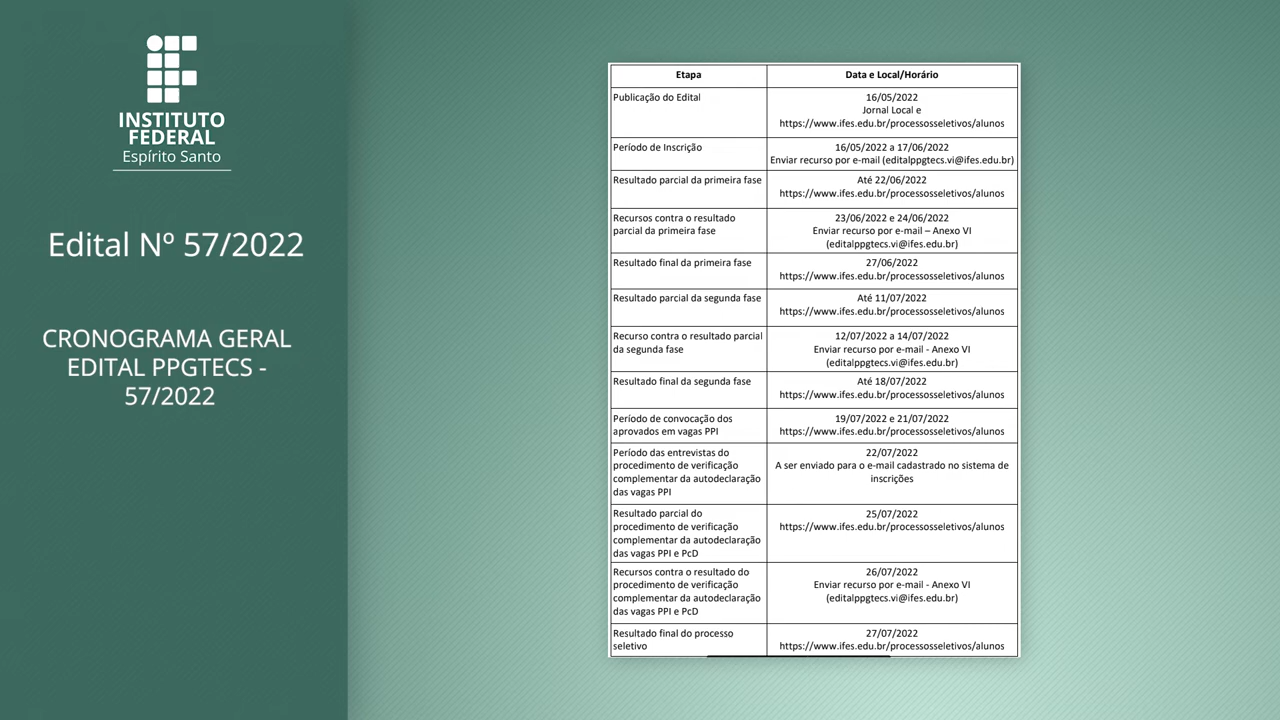 INSTITUTO
FEDERAL
Espírito Santo
Edital Nº 57/2022
CRONOGRAMA GERAL
EDITAL PPGTECS -
57/2022
Etapa
Data e Local/Horário
Publicação do Edital
16/05/2022
Jornal Local e
https://www.ifes.edu.br/processosseletivos/alunos
Período de Inscrição
16/05/2022 a 17/06/2022
Enviar recurso por e-mail (editalppgtecs.vi@ifes.edu.br)
Resultado parcial da primeira fase
Até 22/06/2022
https://www.ifes.edu.br/processosseletivos/alunos
Recursos contra o resultado
parcial da primeira fase
23/06/2022 e 24/06/2022
Enviar recurso por e-mail – Anexo VI
(editalppgtecs.vi@ifes.edu.br)
Resultado final da primeira fase
27/06/2022
https://www.ifes.edu.br/processosseletivos/alunos
Resultado parcial da segunda fase
Até 11/07/2022
https://www.ifes.edu.br/processosseletivos/alunos
Recurso contra o resultado parcial
da segunda fase
12/07/2022 a 14/07/2022
Enviar recurso por e-mail - Anexo VI
(editalppgtecs.vi@ifes.edu.br)
Resultado final da segunda fase
Até 18/07/2022
https://www.ifes.edu.br/processosseletivos/alunos
Período de convocação dos
aprovados em vagas PPI
19/07/2022 e 21/07/2022
https://www.ifes.edu.br/processosseletivos/alunos
Período das entrevistas do
procedimento de verificação
complementar da autodeclaração
das vagas PPI
22/07/2022
A ser enviado para o e-mail cadastrado no sistema de
inscrições
Resultado parcial do
procedimento de verificação
complementar da autodeclaração
das vagas PPI e PcD
25/07/2022
https://www.ifes.edu.br/processosseletivos/alunos
Recursos contra o resultado do
procedimento de verificação
complementar da autodeclaração
das vagas PPI e PcD
26/07/2022
Enviar recurso por e-mail - Anexo VI
(editalppgtecs.vi@ifes.edu.br)
Resultado final do processo
seletivo
27/07/2022
https://www.ifes.edu.br/processosseletivos/alunos